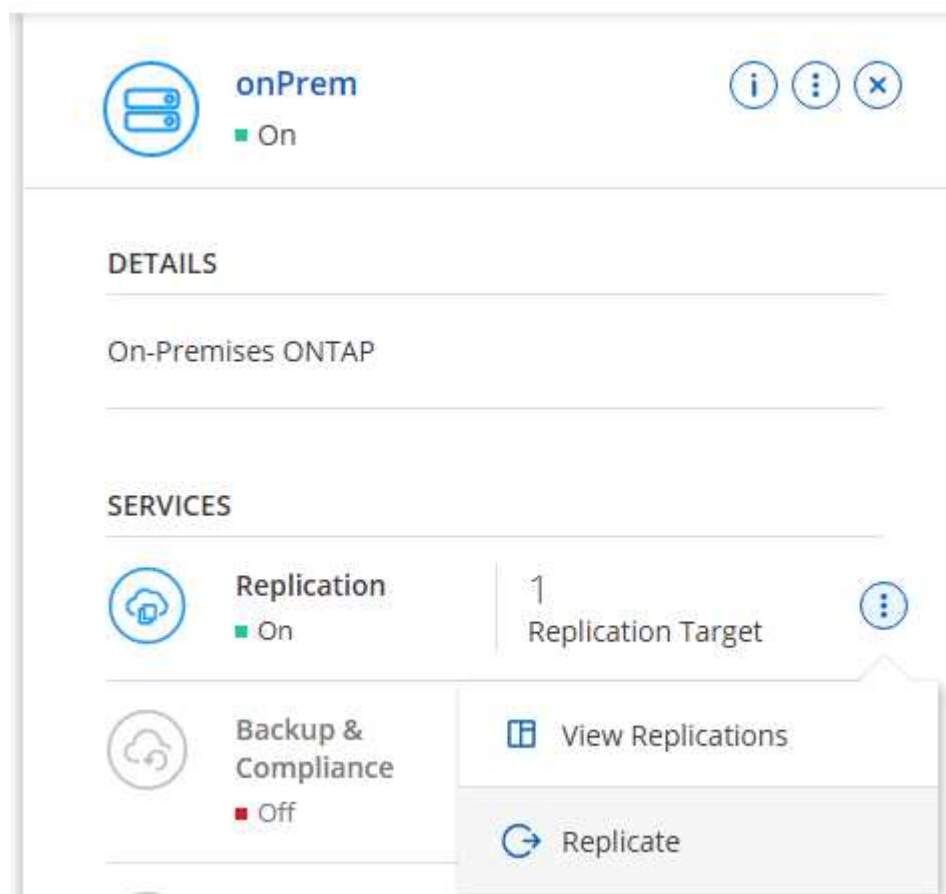 onPrem
On
DETAILS
On-Premises ONTAP
SERVICES
Replication
On
1
Replication Target
Backup &
Compliance
Off
View Replications
Replicate